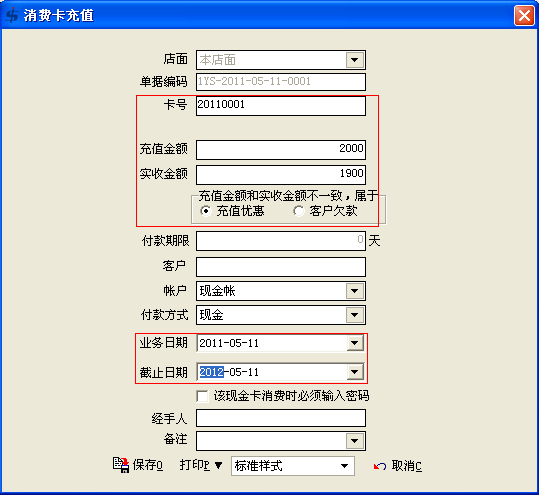 消费卡充值
店面 本店面
单据编码 1YS-2011-05-11-0001
卡号 20110001
充值金额 2000
实收金额 1900
充值金额和实收金额不一致，属于
充值优惠 客户欠款
付款期限 0 天
客户
帐户 现金帐
付款方式 现金
业务日期 2011-05-11
截止日期 2012-05-11
该现金卡消费时必须输入密码
经手人
备注
保存O 打印P 标准样式 取消C